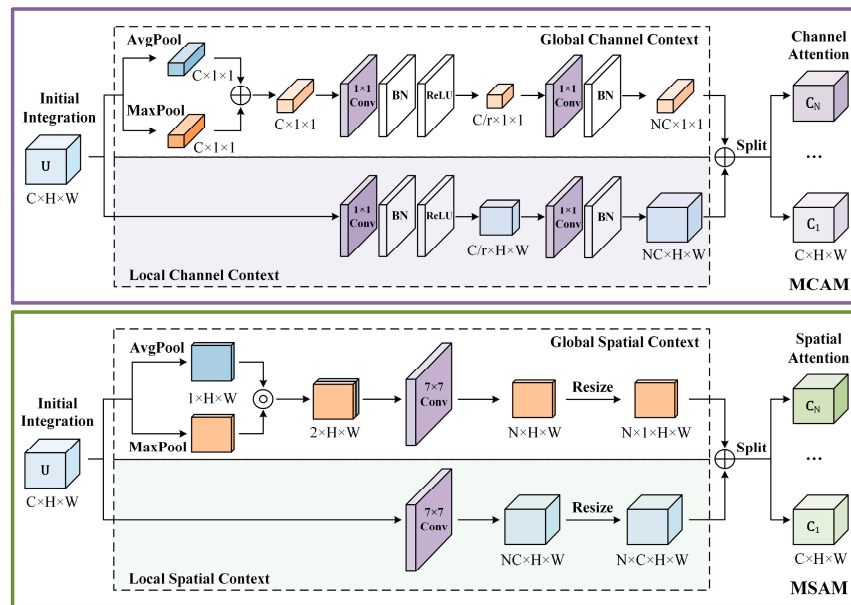 AvgPool
Global Channel Context
Channel
Attention
C×1×1
1×1
Conv
BN
ReLU
1×1
Conv
BN
C_N
Initial
Integration
MaxPool
C×1×1
C/r×1×1
NC×1×1
C×1×1
Split
U
...
C×H×W
1×1
Conv
BN
ReLU
1×1
Conv
BN
C_1
C/r×H×W
NC×H×W
C×H×W
Local Channel Context
MCAM
AvgPool
Global Spatial Context
Spatial
Attention
1×H×W
7×7
Conv
Resize
C_N
Initial
Integration
MaxPool
2×H×W
N×H×W
N×1×H×W
Split
U
...
C×H×W
7×7
Conv
Resize
C_1
NC×H×W
N×C×H×W
C×H×W
Local Spatial Context
MSAM